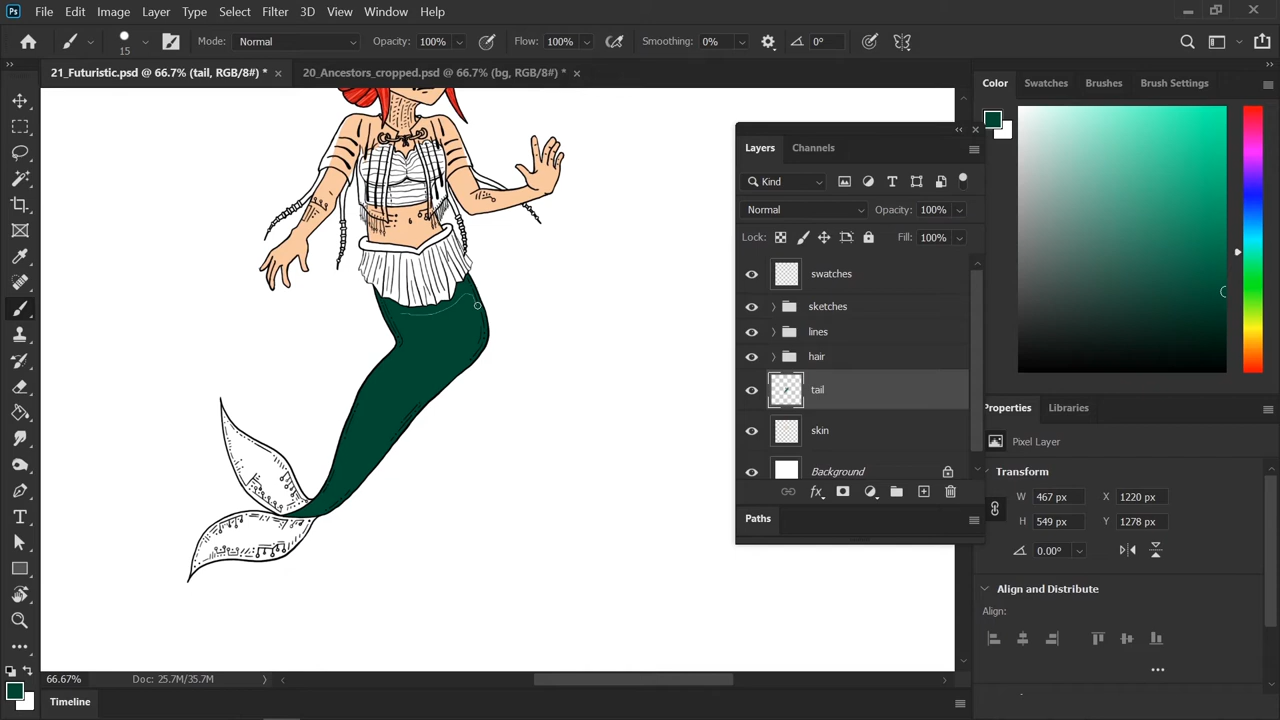 Ps File Edit Image Layer Type Select Filter 3D View Window Help
15 Mode: Normal Opacity: 100% Flow: 100% Smoothing: 0% 0°
21_Futuristic.psd @ 66.7% (tail, RGB/8#) * 20_Ancestors_cropped.psd @ 66.7% (bg, RGB/8#) *
Color Swatches Brushes Brush Settings
Layers Channels
Kind
Normal Opacity: 100%
Lock: Fill: 100%
swatches
sketches
lines
hair
tail
skin
Background
fx
Paths
Properties Libraries
Pixel Layer
Transform
W 467 px X 1220 px
H 549 px Y 1278 px
0.00°
Align and Distribute
Align:
66.67% Doc: 25.7M/35.7M
Timeline